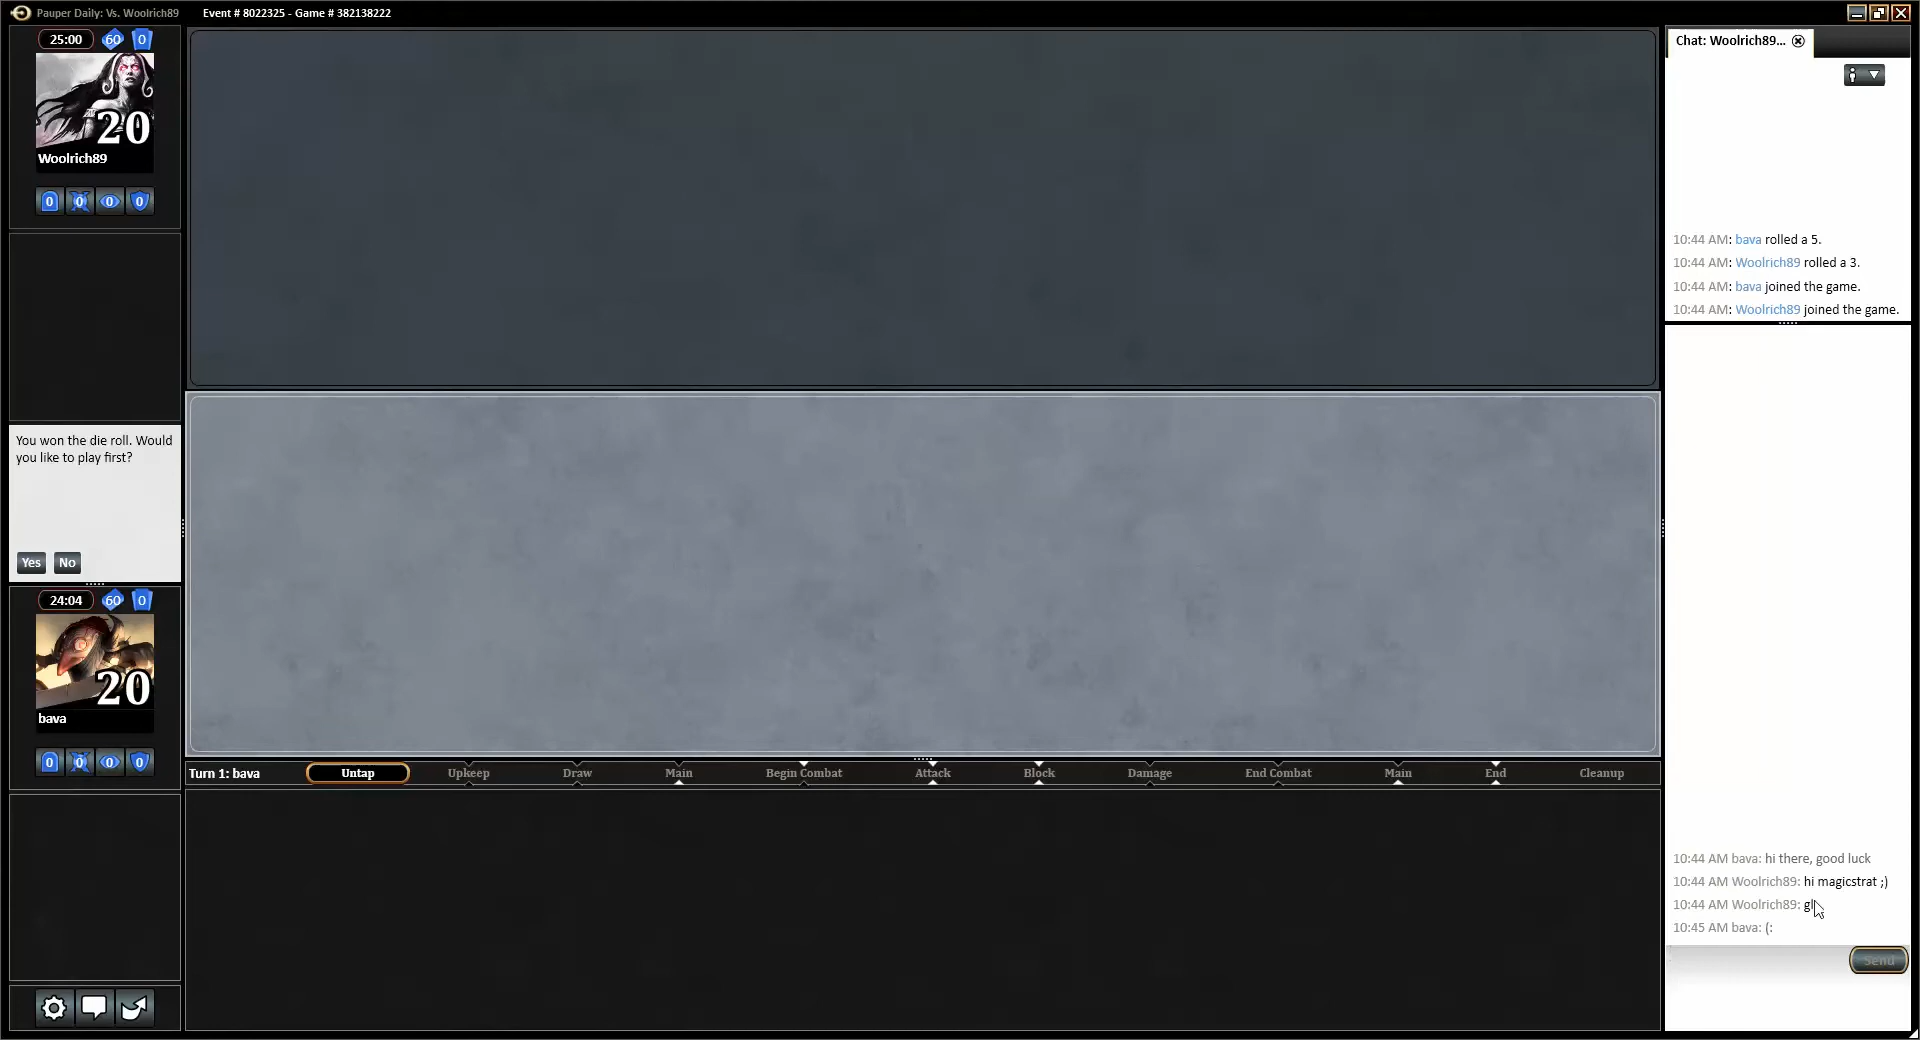 Pauper Daily: Vs. Woolrich89
Event # 8022325 - Game # 382138222
25:00 60 0
20
Woolrich89
0 0 0 0
You won the die roll. Would
you like to play first?
Yes No
24:04 60 0
20
bava
0 0 0 0
Turn 1: bava Untap Upkeep Draw Main Begin Combat Attack Block Damage End Combat Main End Cleanup
Chat: Woolrich89...
10:44 AM: bava rolled a 5.
10:44 AM: Woolrich89 rolled a 3.
10:44 AM: bava joined the game.
10:44 AM: Woolrich89 joined the game.
10:44 AM bava: hi there, good luck
10:44 AM Woolrich89: hi magicstrat ;)
10:44 AM Woolrich89: gl
10:45 AM bava: (:
Send